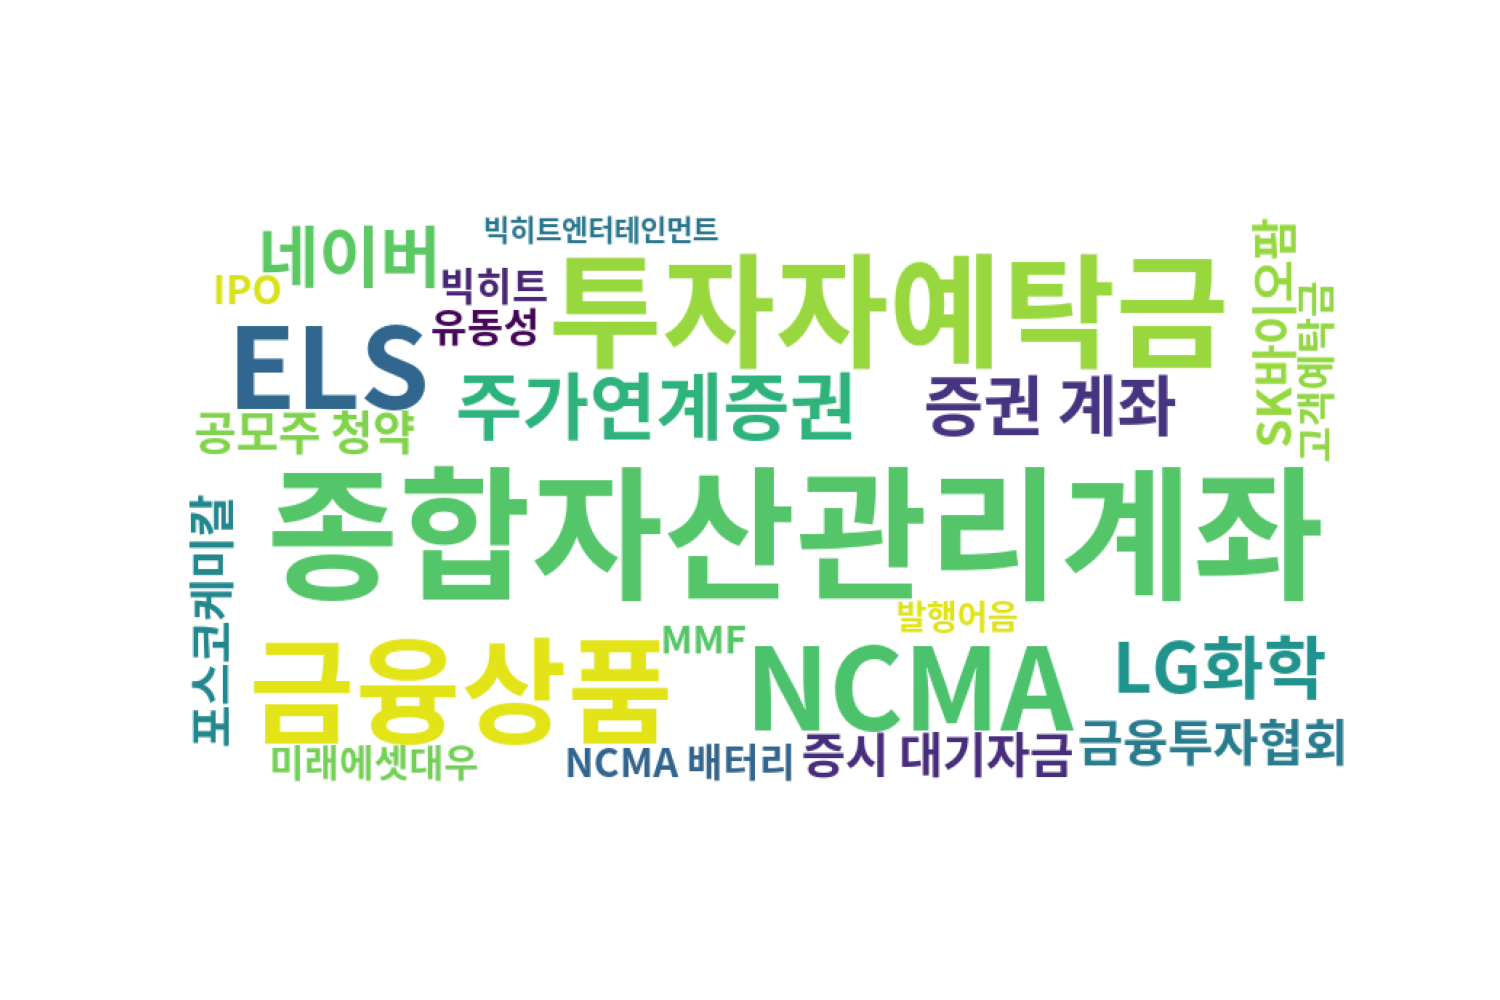 빅히트엔터테인먼트
네이버
IPO
빅히트
유동성
투자자예탁금
SK바이오팜
고객예탁금
ELS
주가연계증권
증권 계좌
공모주 청약
종합자산관리계좌
포스코케미칼
발행어음
금융상품
MMF
NCMA
LG화학
미래에셋대우
NCMA 배터리
증시 대기자금
금융투자협회